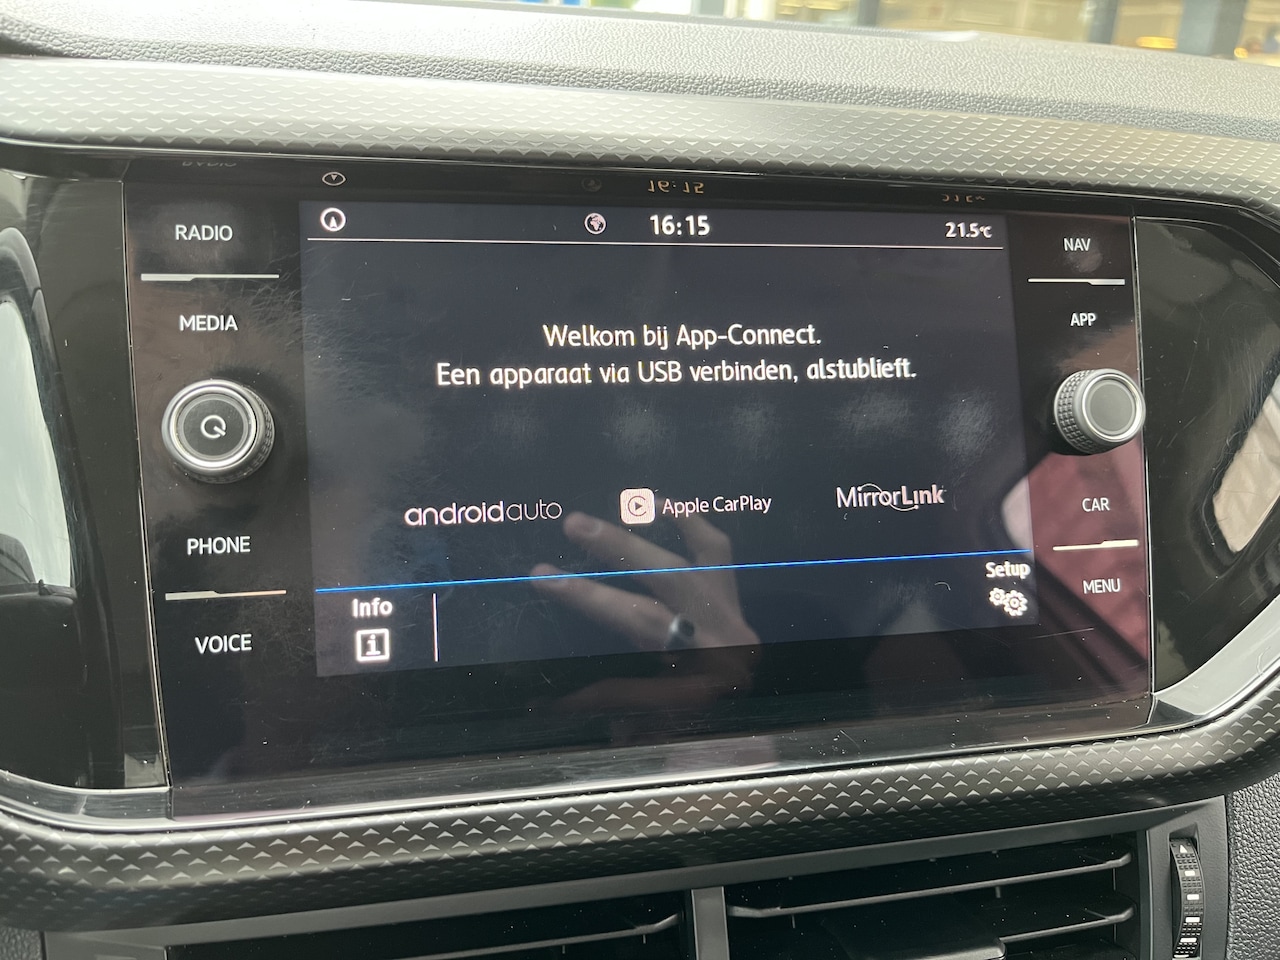 16:15
21.5°C
RADIO
MEDIA
PHONE
VOICE
Welkom bij App-Connect.
Een apparaat via USB verbinden, alstublieft.
androidauto
Apple CarPlay
MirrorLink
Info
i
Setup
NAV
APP
CAR
MENU